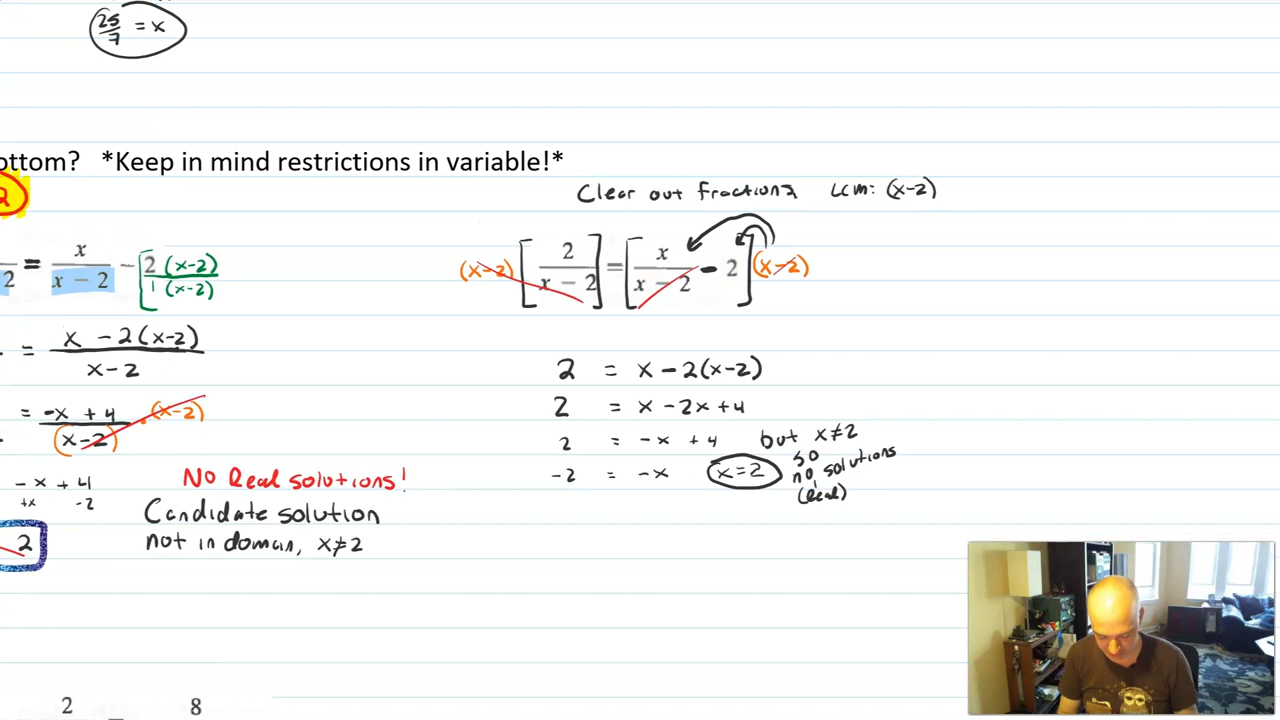 25/7 = x
ottom? *Keep in mind restrictions in variable!*
2
Clear out fractions LCM: (x-2)
2 = x/(x − 2) − [2 (x-2)/1 (x-2)
(x-2) [2/(x − 2)] = [x/(x − 2) - 2] (x-2)
= x - 2(x-2)/x-2
= -x + 4/(x-2) · (x-2)
- x + 4
+x -2
2
No Real solutions!
Candidate solution
not in domain, x≠2
2 = x - 2(x-2)
2 = x - 2x + 4
2 = -x + 4
-2 = -x x=2
but x≠2
so
no solutions
(Real)
2 8